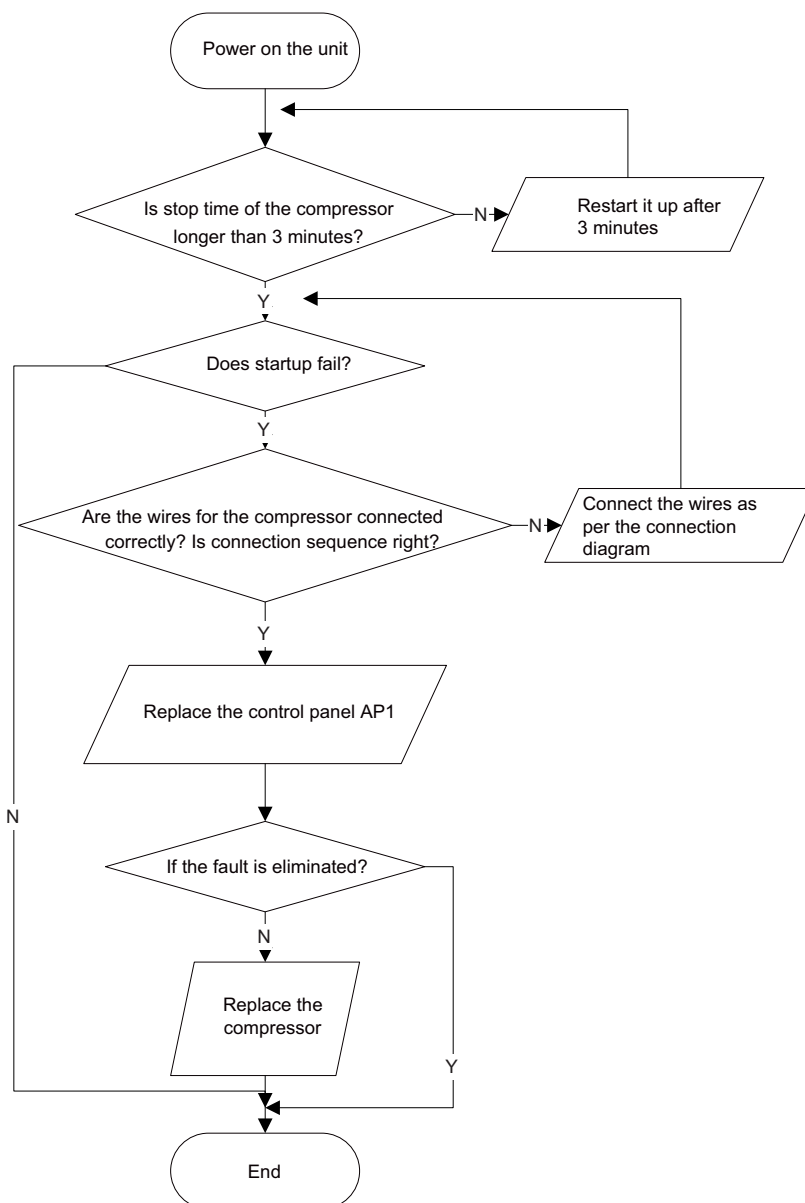 Power on the unit
Is stop time of the compressor
longer than 3 minutes?
N
Restart it up after
3 minutes
Y
Does startup fail?
Y
Are the wires for the compressor connected
correctly? Is connection sequence right?
N
Connect the wires as
per the connection
diagram
Y
Replace the control panel AP1
N
If the fault is eliminated?
N
Replace the
compressor
Y
End